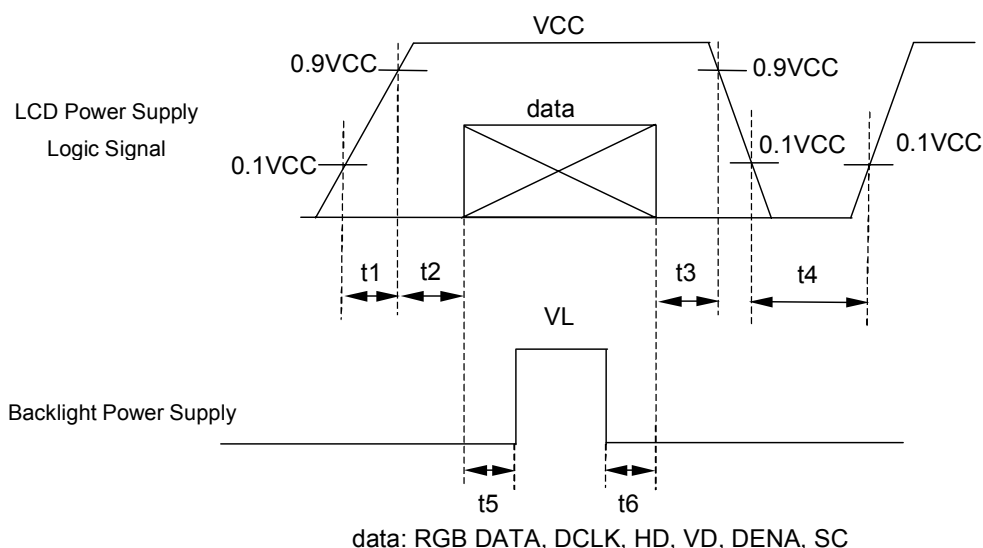 VCC
0.9VCC
0.9VCC
LCD Power Supply
Logic Signal
data
0.1VCC
0.1VCC
0.1VCC
t1
t2
t3
t4
VL
Backlight Power Supply
t5
t6
data: RGB DATA, DCLK, HD, VD, DENA, SC